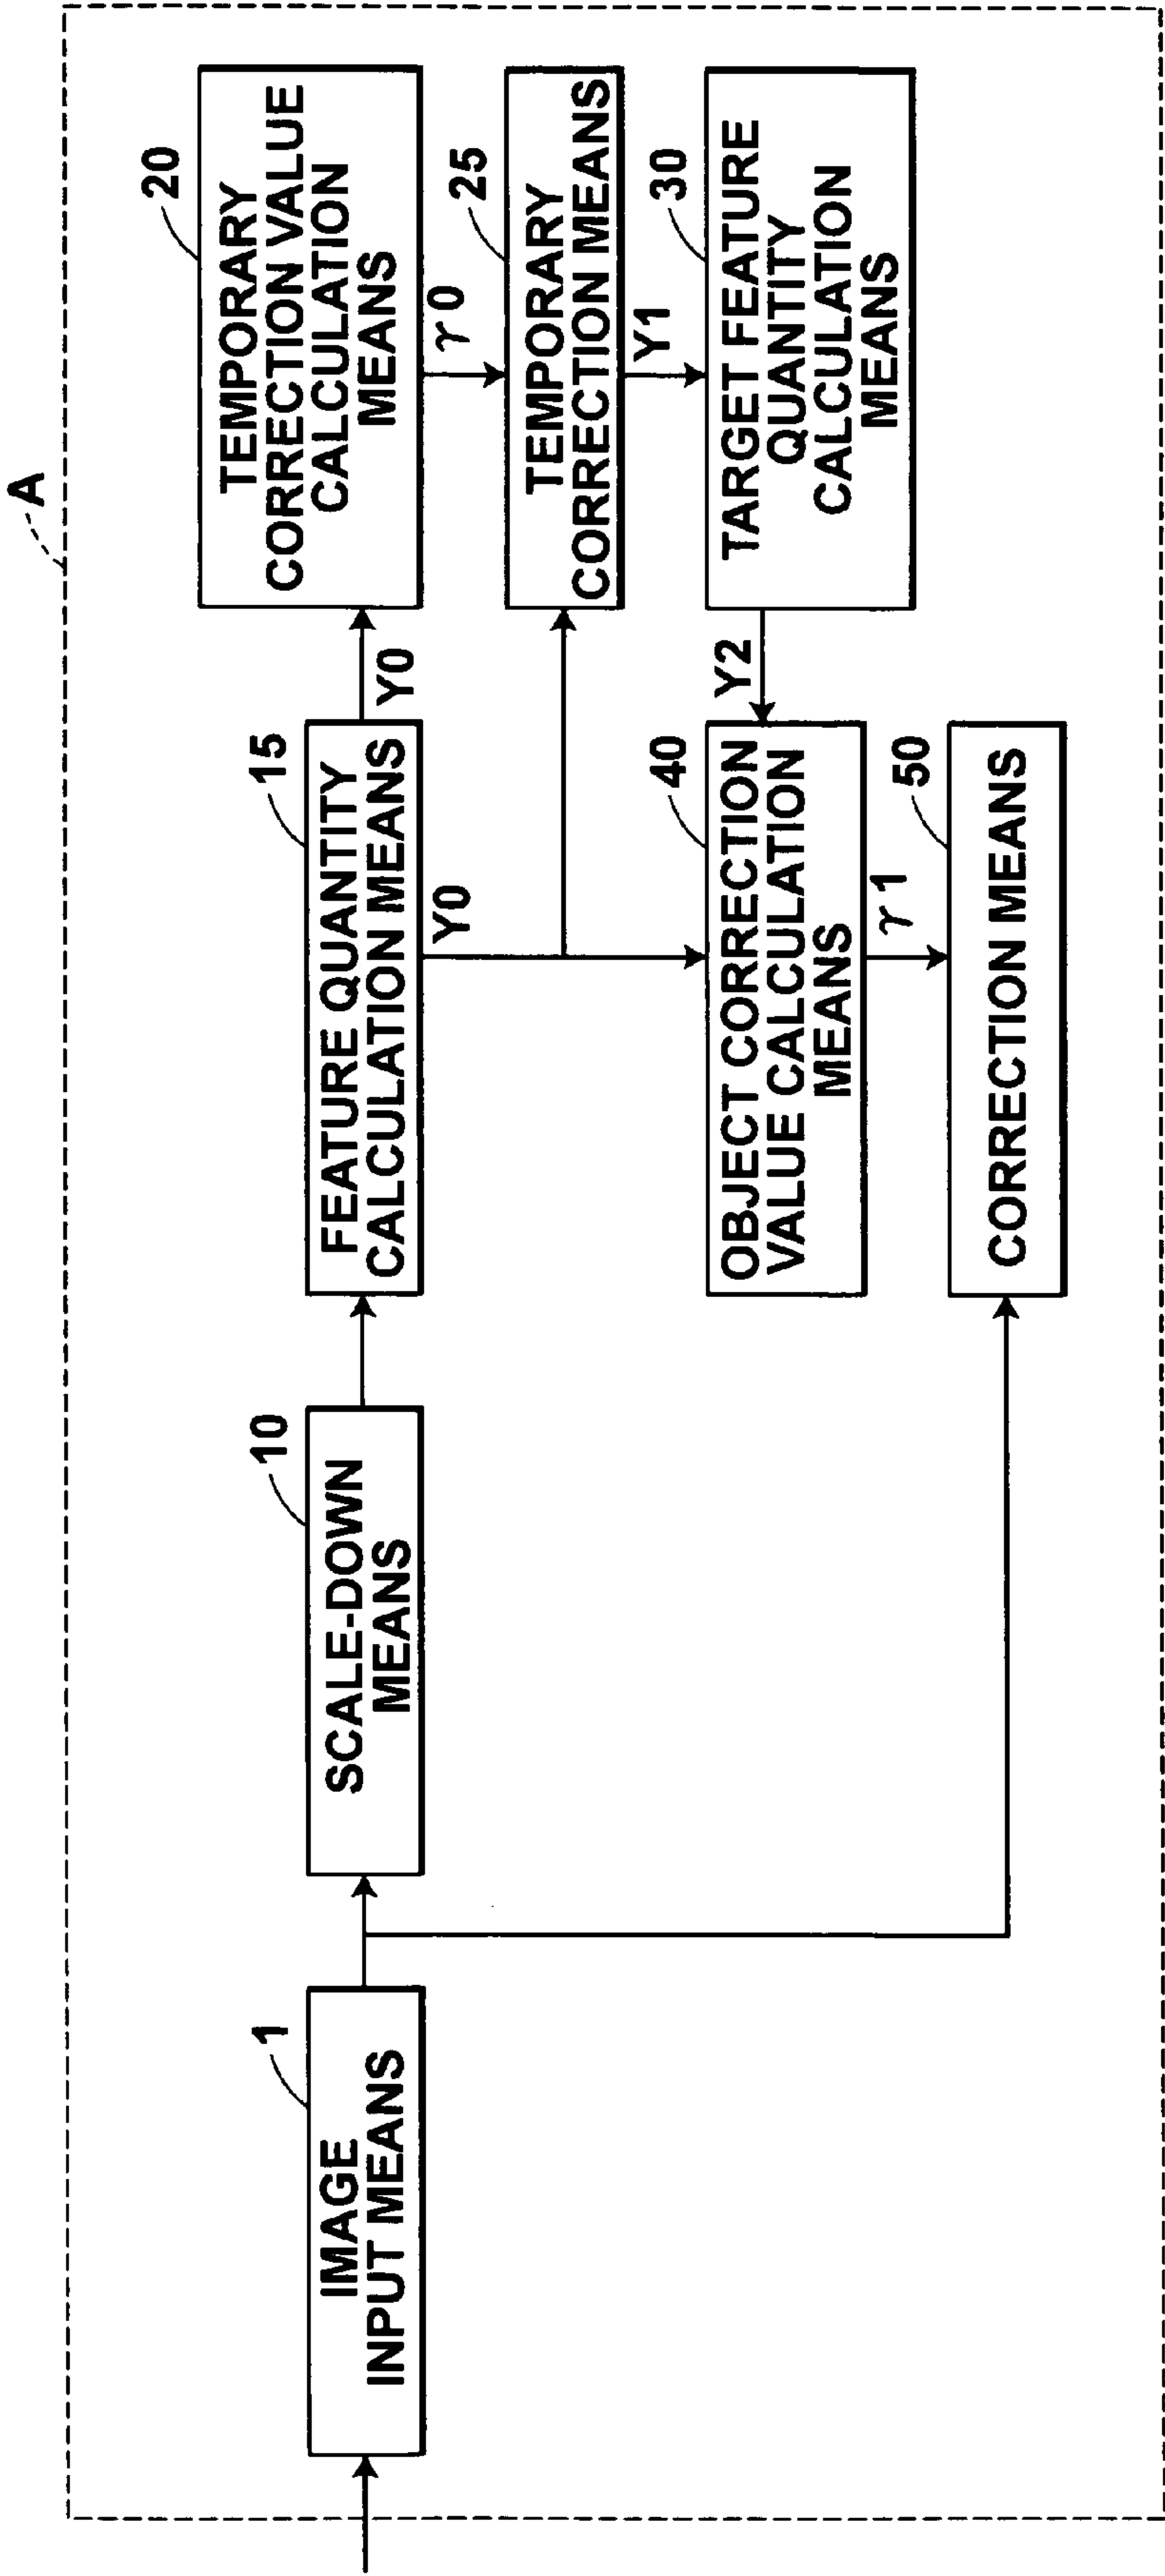 A
1
IMAGE
INPUT MEANS
10
SCALE-DOWN
MEANS
15
FEATURE QUANTITY
CALCULATION MEANS
Y0
Y0
20
TEMPORARY
CORRECTION VALUE
CALCULATION
MEANS
γ0
25
TEMPORARY
CORRECTION MEANS
Y1
30
TARGET FEATURE
QUANTITY
CALCULATION
MEANS
Y2
40
OBJECT CORRECTION
VALUE CALCULATION
MEANS
γ1
50
CORRECTION MEANS